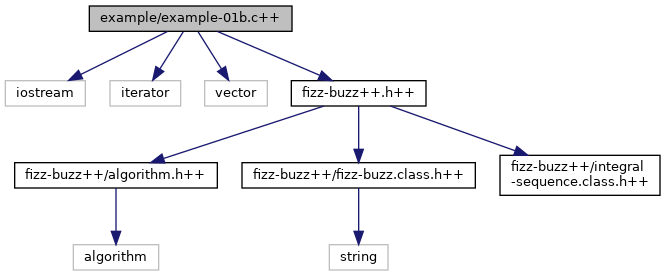 example/example-01b.c++
iostream
iterator
vector
fizz-buzz++.h++
fizz-buzz++/algorithm.h++
fizz-buzz++/fizz-buzz.class.h++
fizz-buzz++/integral
-sequence.class.h++
algorithm
string